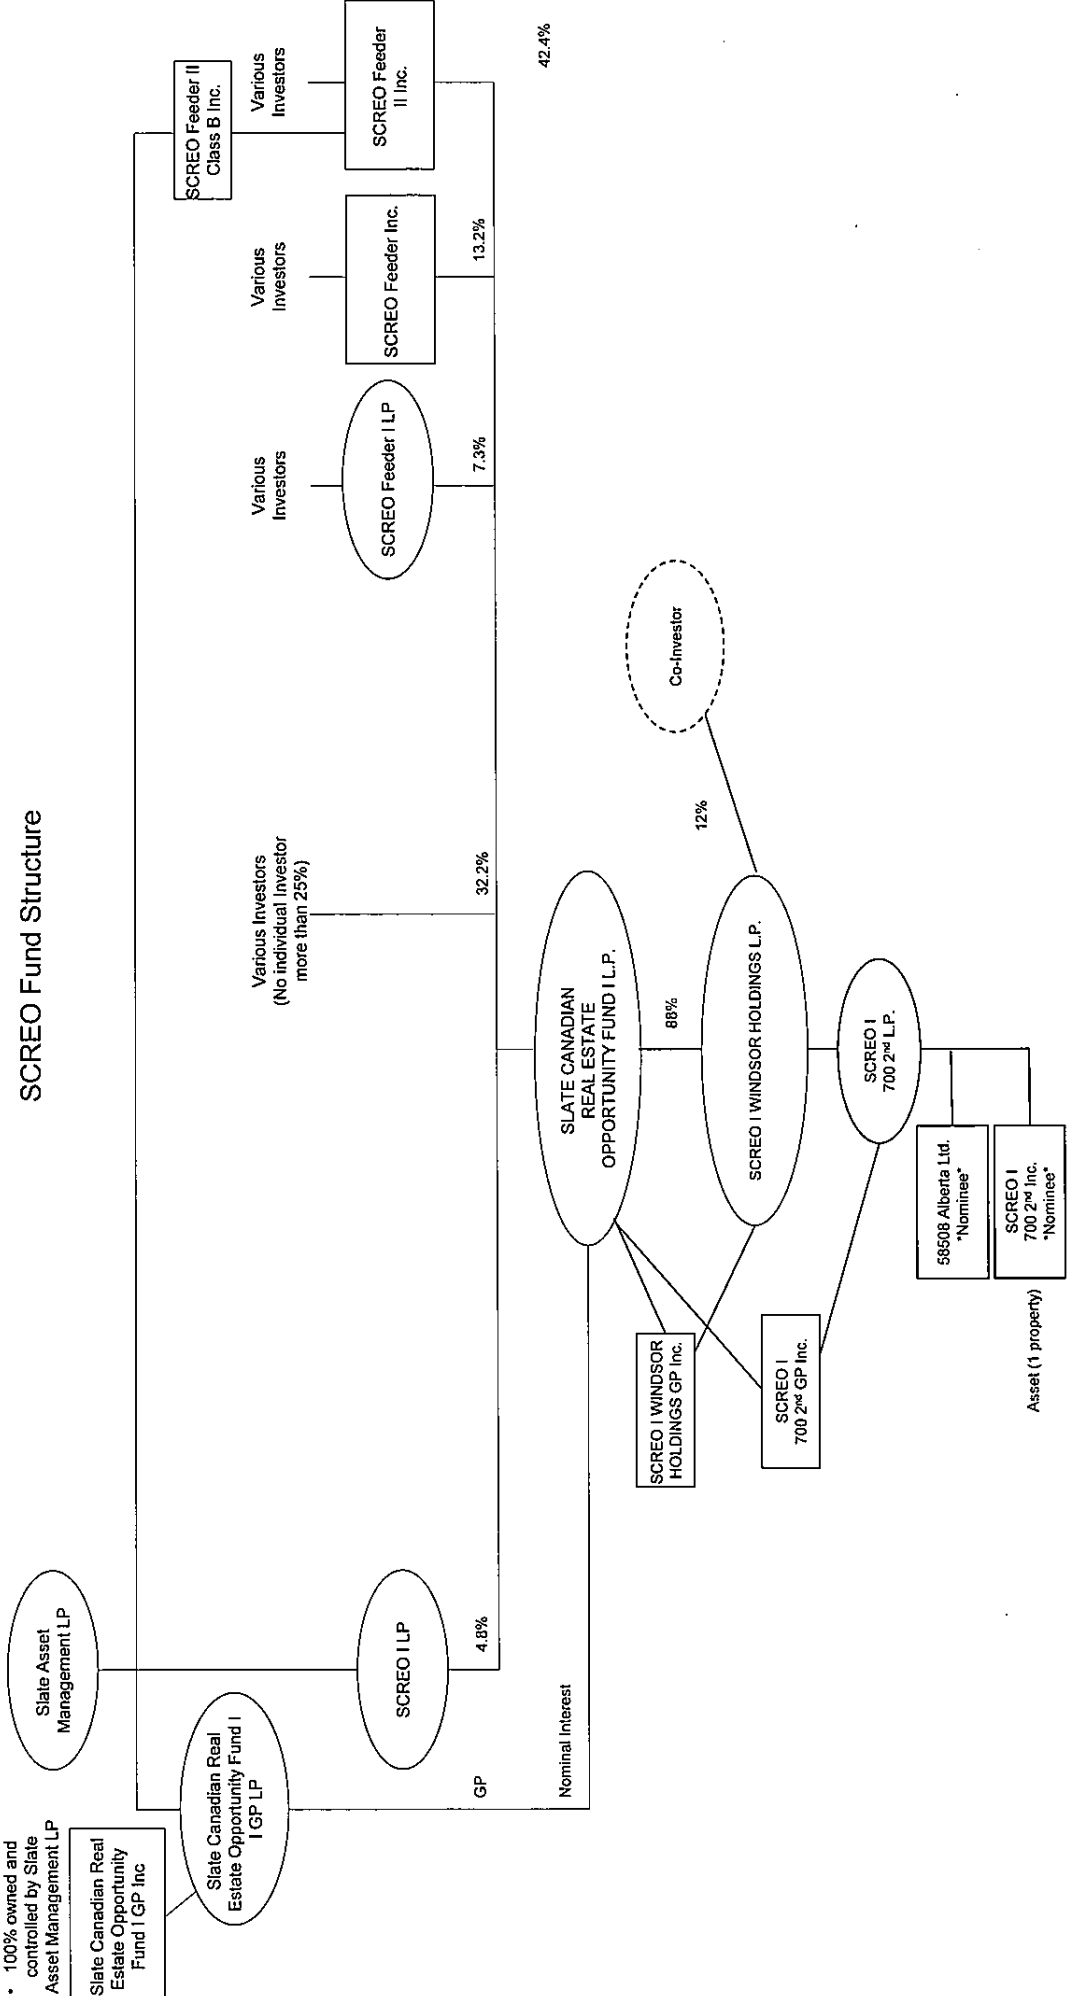 SCREO Fund Structure
• 100% owned and
controlled by Slate
Asset Management LP
Slate Canadian Real
Estate Opportunity
Fund I GP Inc
Slate Asset
Management LP
Slate Canadian Real
Estate Opportunity Fund I
I GP LP
SCREO I LP
4.8%
GP
Nominal Interest
Various Investors
(No individual Investor
more than 25%)
32.2%
Various
Investors
SCREO Feeder I LP
7.3%
Various
Investors
SCREO Feeder Inc.
13.2%
SCREO Feeder II
Class B Inc.
Various
Investors
SCREO Feeder
II Inc.
42.4%
SLATE CANADIAN
REAL ESTATE
OPPORTUNITY FUND I L.P.
88%
12%
Co-Investor
SCREO I WINDSOR
HOLDINGS GP Inc.
SCREO I WINDSOR HOLDINGS L.P.
SCREO I
700 2nd GP Inc.
SCREO I
700 2nd L.P.
58508 Alberta Ltd.
*Nominee*
SCREO I
700 2nd Inc.
*Nominee*
Asset (1 property)